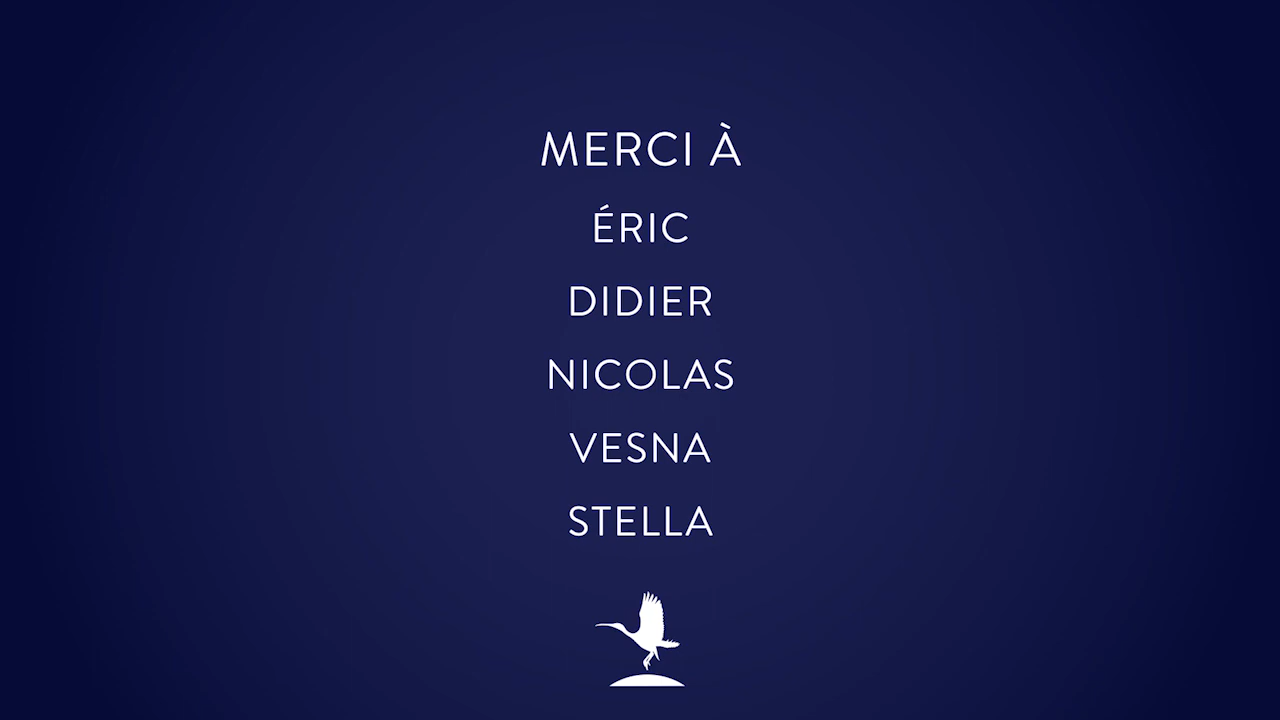 MERCI À
ÉRIC
DIDIER
NICOLAS
VESNA
STELLA